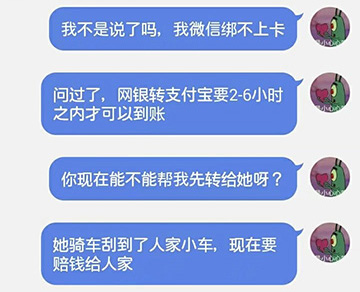 我不是说了吗，我微信绑不上卡
问过了，网银转支付宝要2-6小时
之内才可以到账
你现在能不能帮我先转给她呀？
她骑车刮到了人家小车，现在要
赔钱给人家